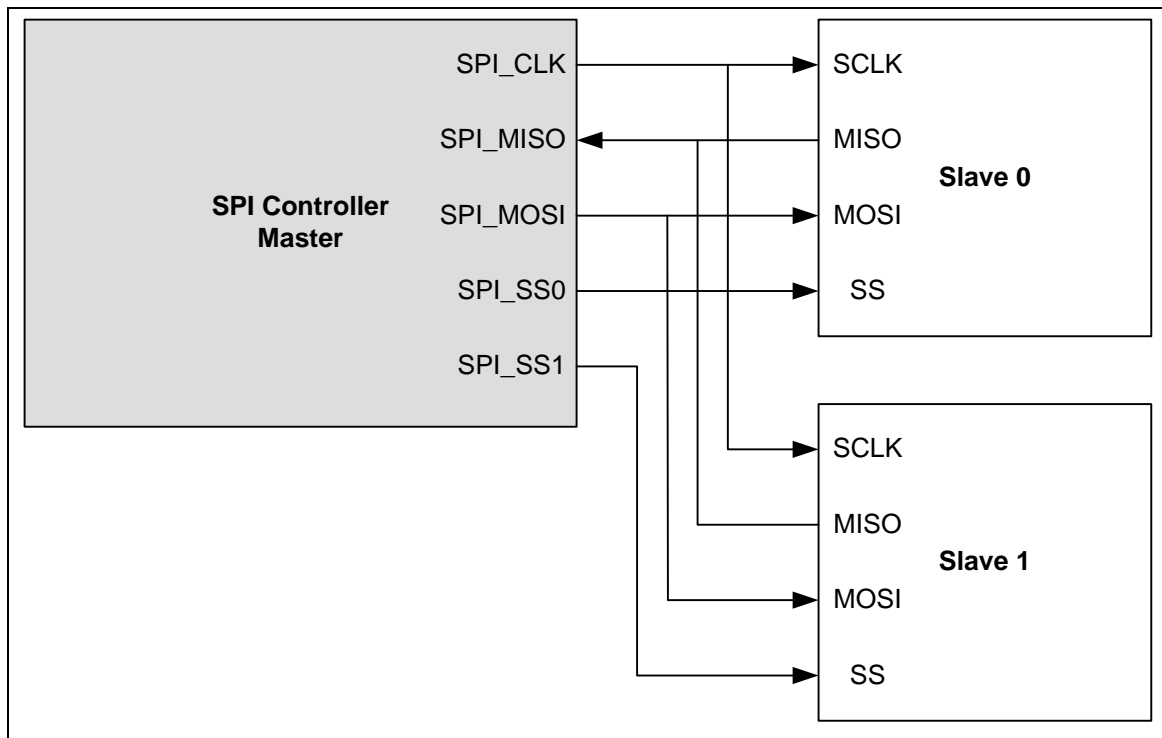 SPI Controller
Master
SPI_CLK
SPI_MISO
SPI_MOSI
SPI_SS0
SPI_SS1
SCLK
MISO
Slave 0
MOSI
SS
SCLK
MISO
Slave 1
MOSI
SS